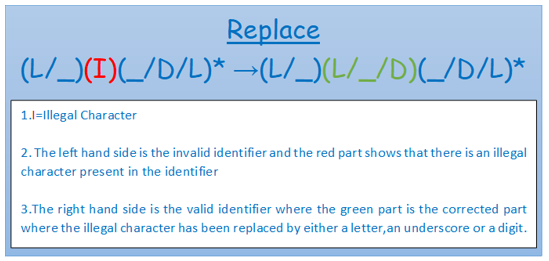 Replace
(L/_)(I)(_/D/L)* →(L/_)(L/_/D)(_/D/L)*
1.I=Illegal Character
2. The left hand side is the invalid identifier and the red part shows that there is an illegal
character present in the identifier
3.The right hand side is the valid identifier where the green part is the corrected part
where the illegal character has been replaced by either a letter,an underscore or a digit.